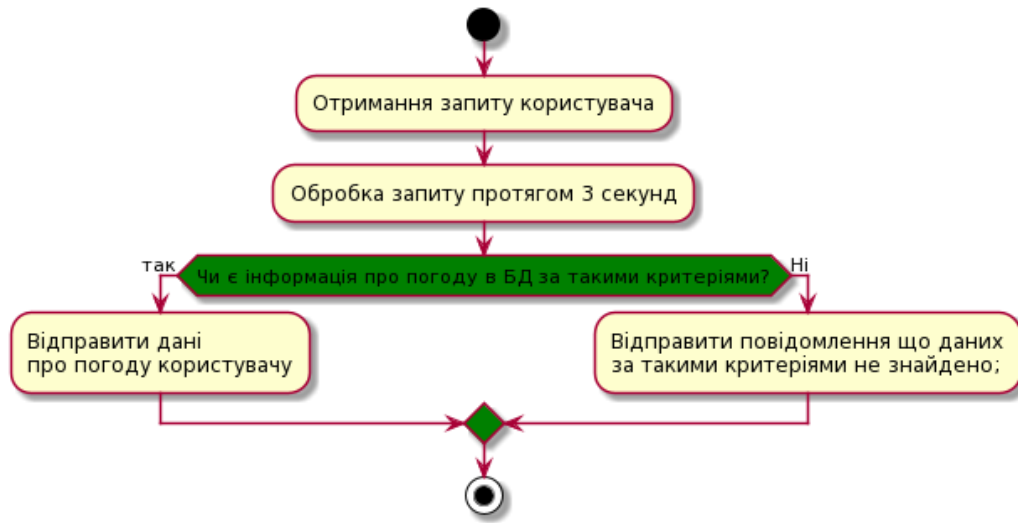 Отримання запиту користувача
Обробка запиту протягом 3 секунд
так
Чи є інформація про погоду в БД за такими критеріями?
Ні
Відправити дані
про погоду користувачу
Відправити повідомлення що даних
за такими критеріями не знайдено;